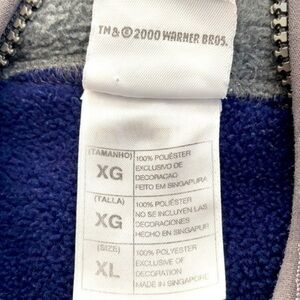 TM & © 2000 WARNER BROS.
(TAMANHO)
XG
100% POLIÉSTER
EXCLUSIVO DE
DECORAÇAO
FEITO EM SINGAPURA
(TALLA)
XG
100% POLIÉSTER
NO SE INCLUYEN LAS
DECORACIONES
HECHO EN SINGAPUR
(SIZE)
XL
100% POLYESTER
EXCLUSIVE OF
DECORATION
MADE IN SINGAPORE